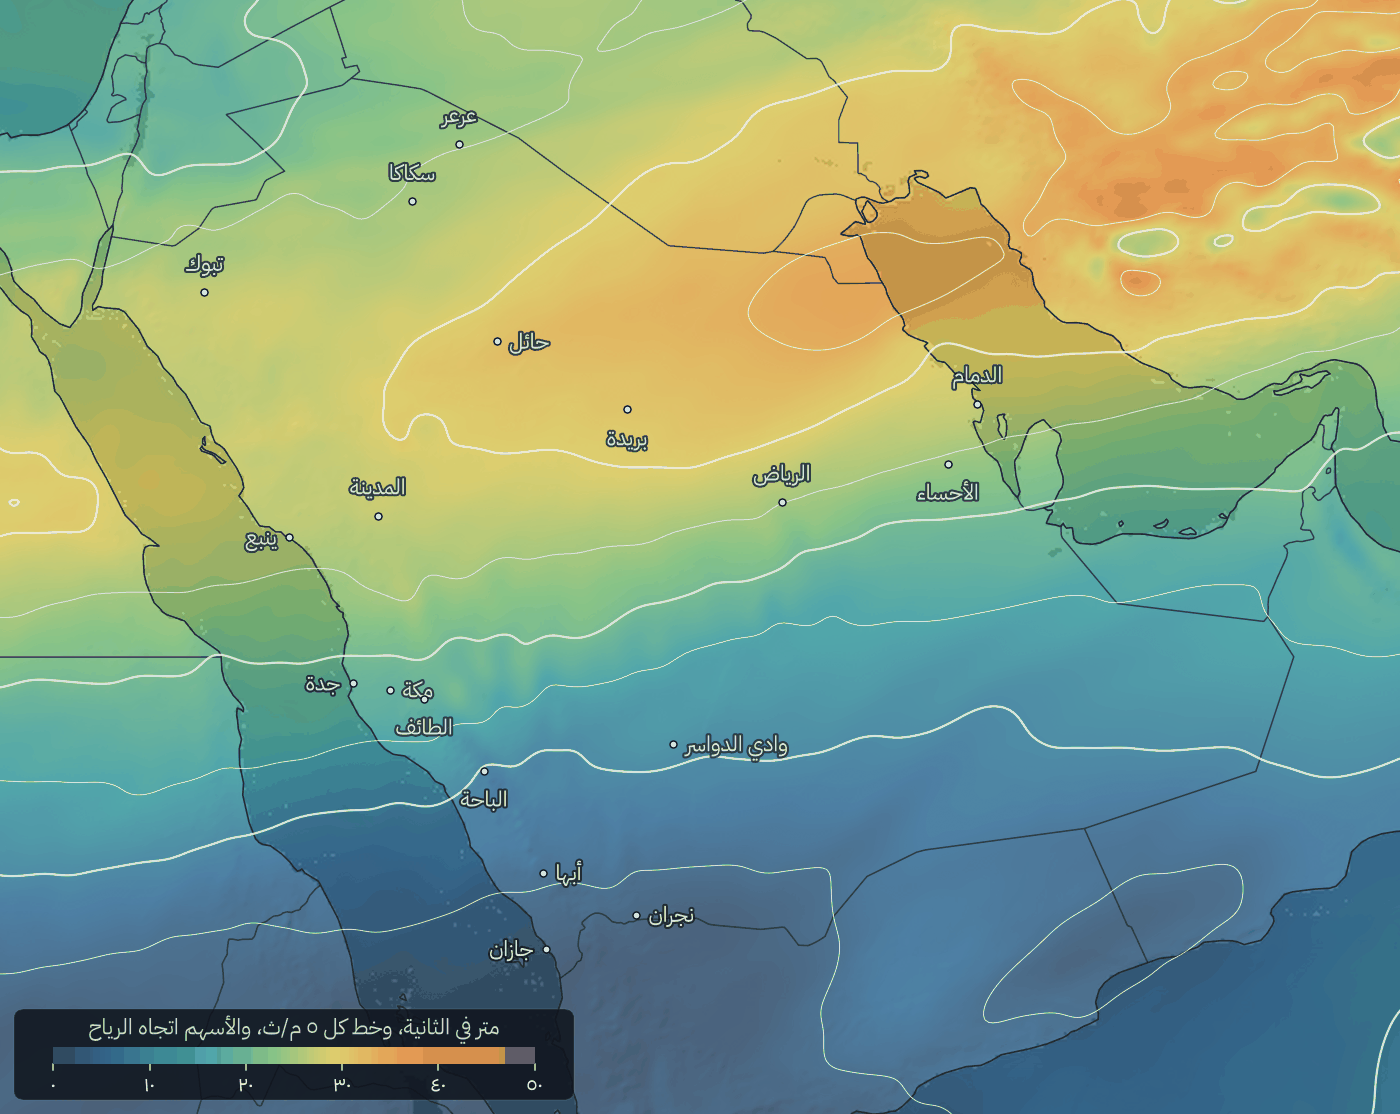 عرعر
سكاكا
تبوك
حائل
الدمام
بريدة
الأحساء
الرياض
المدينة
ينبع
جدة
مكة
الطائف
وادي الدواسر
الباحة
أبها
نجران
جازان
متر في الثانية، وخط كل ٥ م/ث، والأسهم اتجاه الرياح
٠ ١٠ ٢٠ ٣٠ ٤٠ ٥٠